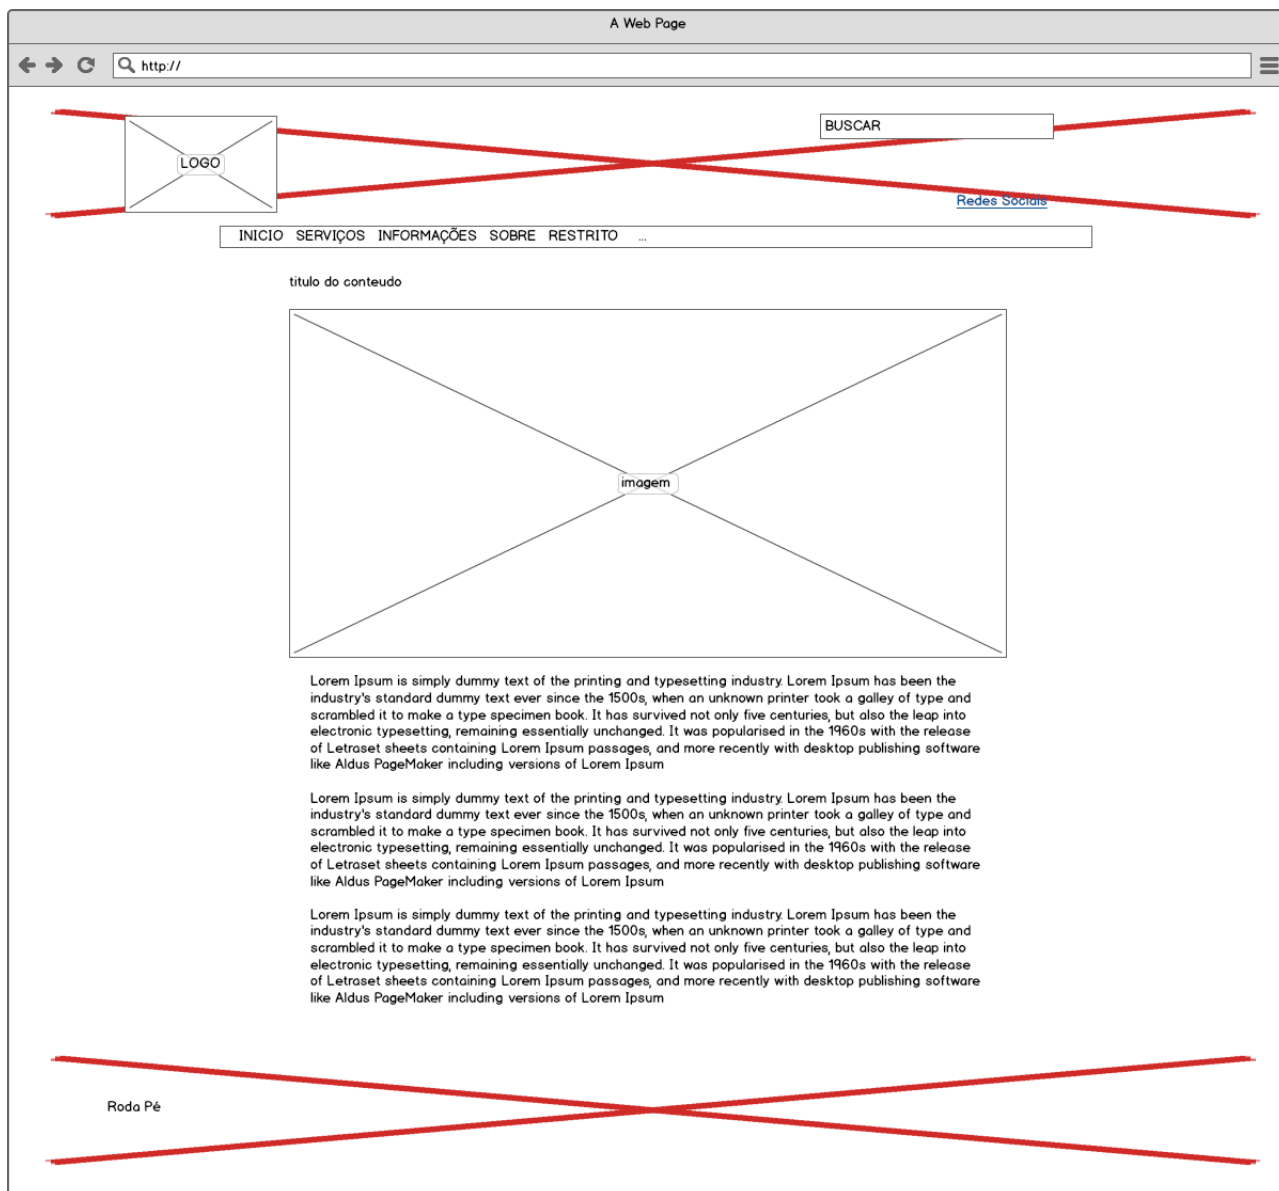 A Web Page
http://
LOGO
BUSCAR
Redes Sociais
INICIO SERVIÇOS INFORMAÇÕES SOBRE RESTRITO ...
titulo do conteudo
imagem
Lorem Ipsum is simply dummy text of the printing and typesetting industry. Lorem Ipsum has been the
industry's standard dummy text ever since the 1500s, when an unknown printer took a galley of type and
scrambled it to make a type specimen book. It has survived not only five centuries, but also the leap into
electronic typesetting, remaining essentially unchanged. It was popularised in the 1960s with the release
of Letraset sheets containing Lorem Ipsum passages, and more recently with desktop publishing software
like Aldus PageMaker including versions of Lorem Ipsum
Lorem Ipsum is simply dummy text of the printing and typesetting industry. Lorem Ipsum has been the
industry's standard dummy text ever since the 1500s, when an unknown printer took a galley of type and
scrambled it to make a type specimen book. It has survived not only five centuries, but also the leap into
electronic typesetting, remaining essentially unchanged. It was popularised in the 1960s with the release
of Letraset sheets containing Lorem Ipsum passages, and more recently with desktop publishing software
like Aldus PageMaker including versions of Lorem Ipsum
Lorem Ipsum is simply dummy text of the printing and typesetting industry. Lorem Ipsum has been the
industry's standard dummy text ever since the 1500s, when an unknown printer took a galley of type and
scrambled it to make a type specimen book. It has survived not only five centuries, but also the leap into
electronic typesetting, remaining essentially unchanged. It was popularised in the 1960s with the release
of Letraset sheets containing Lorem Ipsum passages, and more recently with desktop publishing software
like Aldus PageMaker including versions of Lorem Ipsum
Roda Pé